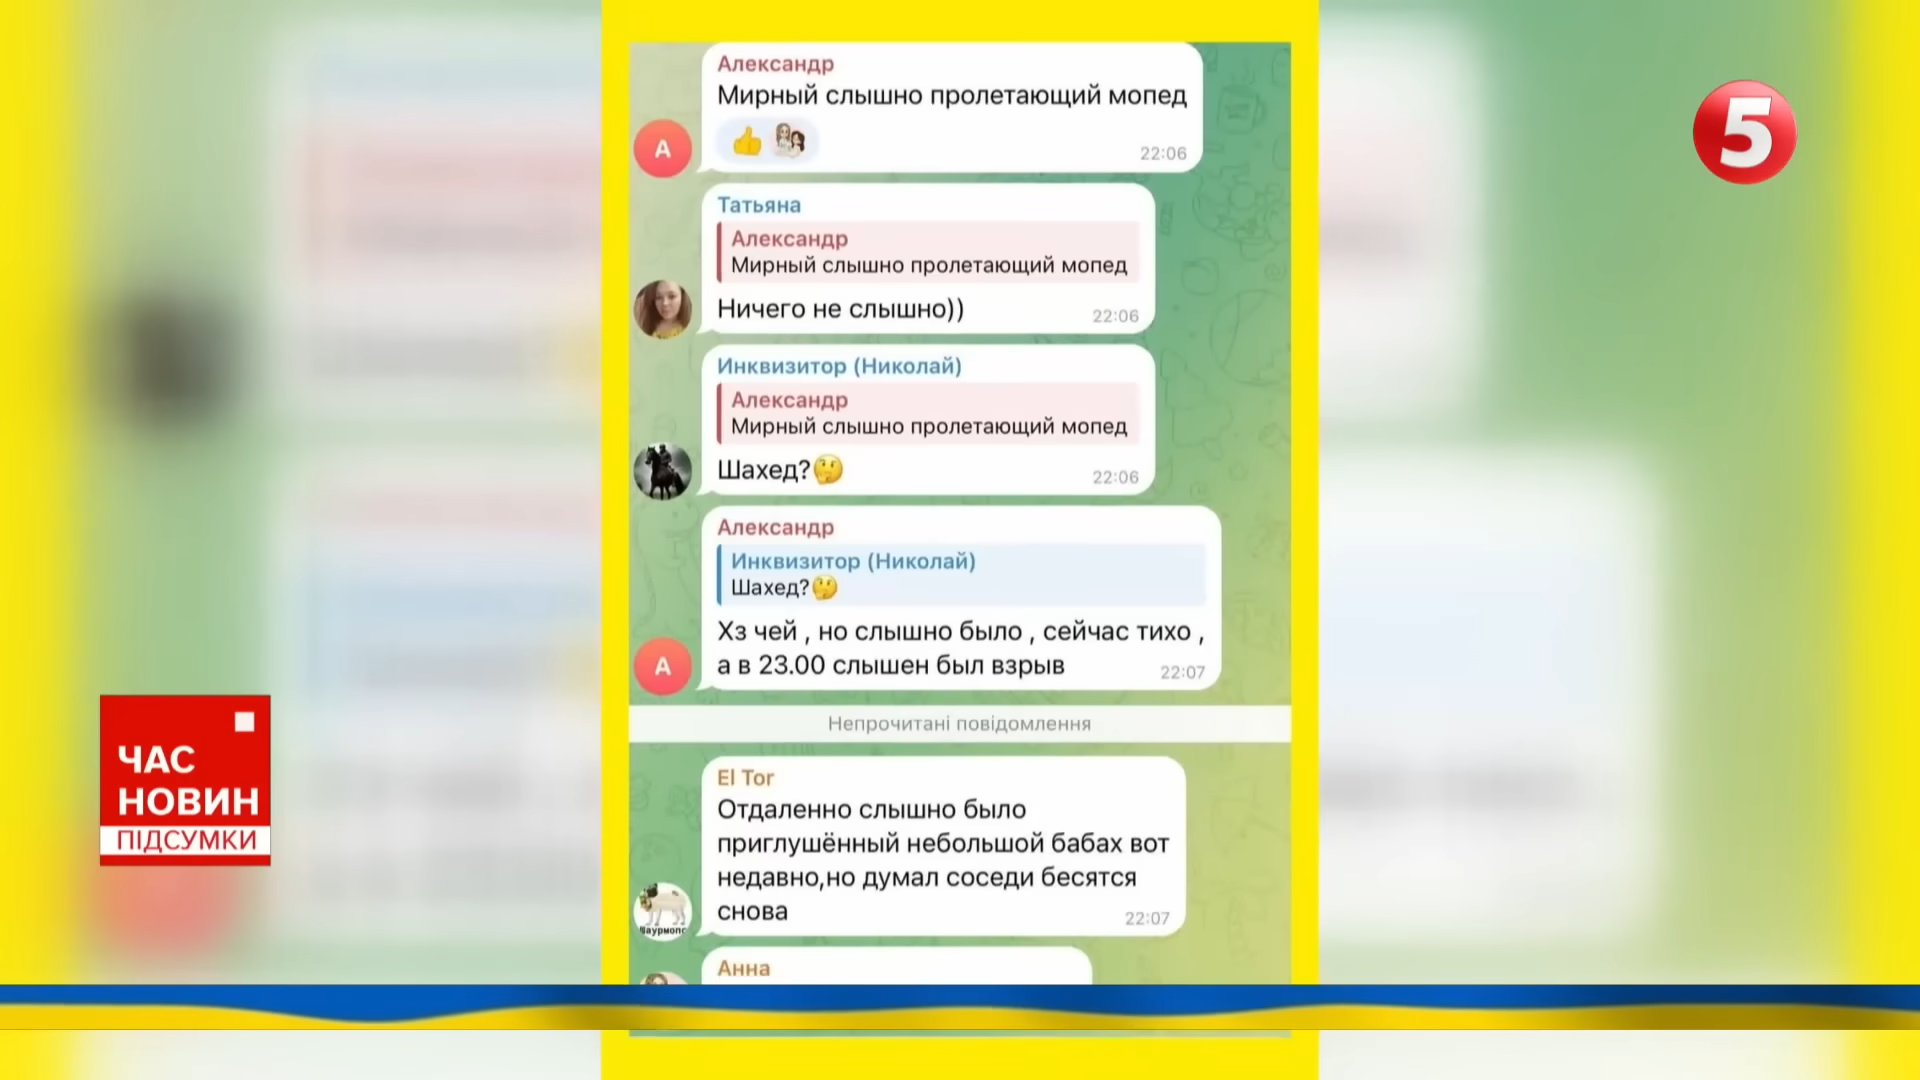 Александр
Мирный слышно пролетающий мопед
22:06
А
Татьяна
Александр
Мирный слышно пролетающий мопед
Ничего не слышно))
22:06
Инквизитор (Николай)
Александр
Мирный слышно пролетающий мопед
Шахед?🤔
22:06
Александр
Инквизитор (Николай)
Шахед?🤔
Хз чей , но слышно было , сейчас тихо ,
а в 23.00 слышен был взрыв
22:07
А
Непрочитані повідомлення
El Tor
Отдаленно слышно было
приглушённый небольшой бабах вот
недавно,но думал соседи бесятся
снова
22:07
Анна
5
ЧАС
НОВИН
ПІДСУМКИ